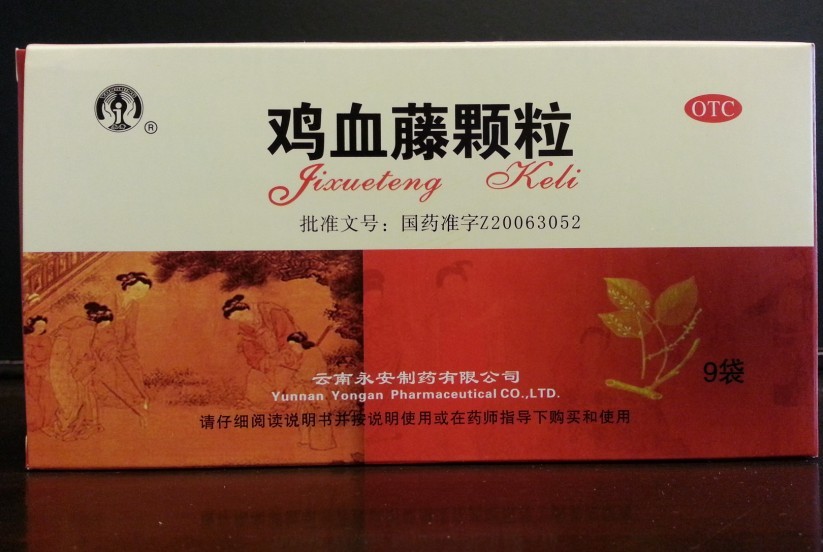 鸡血藤颗粒
OTC
®
Jixueteng Keli
批准文号：国药准字Z20063052
9袋
云南永安制药有限公司
Yunnan Yongan Pharmaceutical CO.,LTD.
请仔细阅读说明书并按说明使用或在药师指导下购买和使用